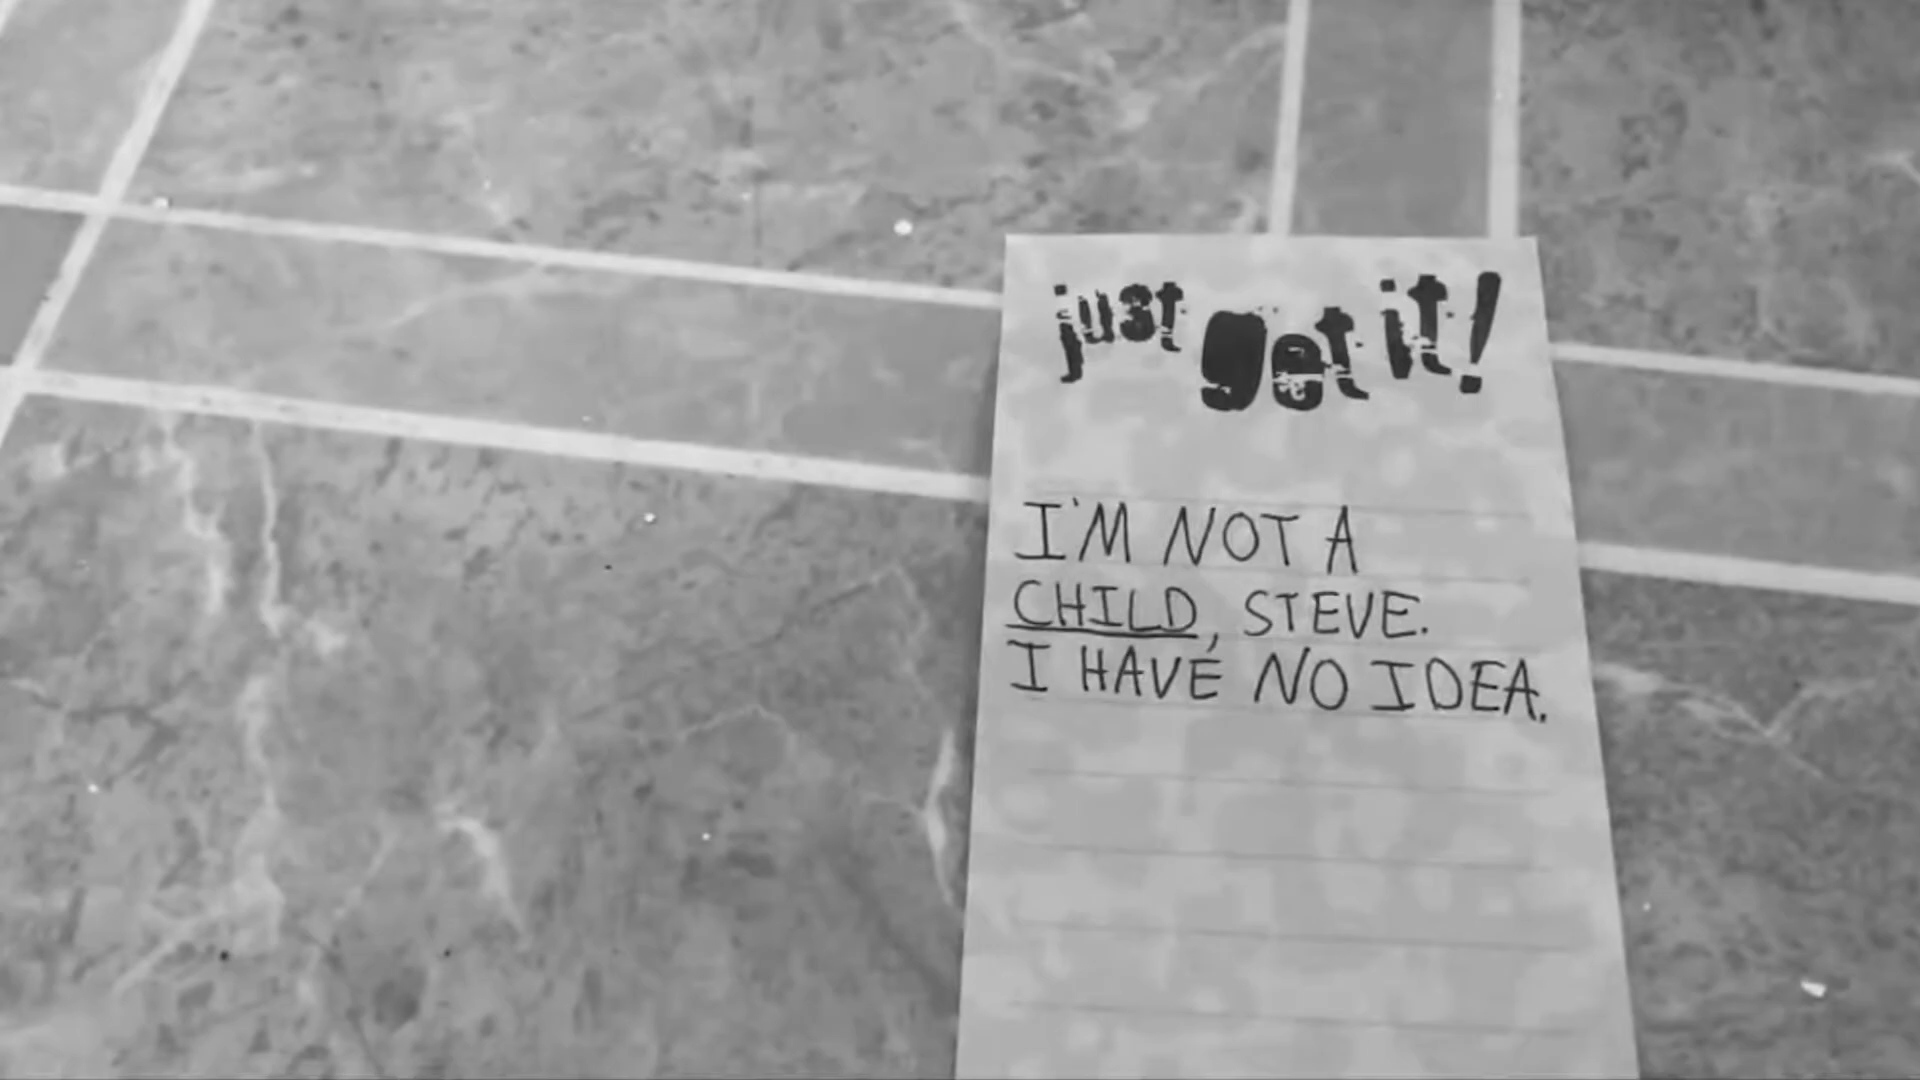 just get it!
I'M NOT A
CHILD, STEVE.
I HAVE NO IDEA.